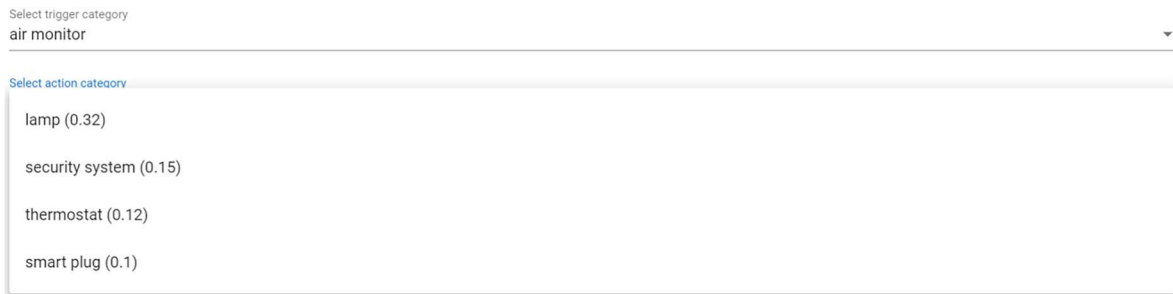 Select trigger category
air monitor
Select action category
lamp (0.32)
security system (0.15)
thermostat (0.12)
smart plug (0.1)